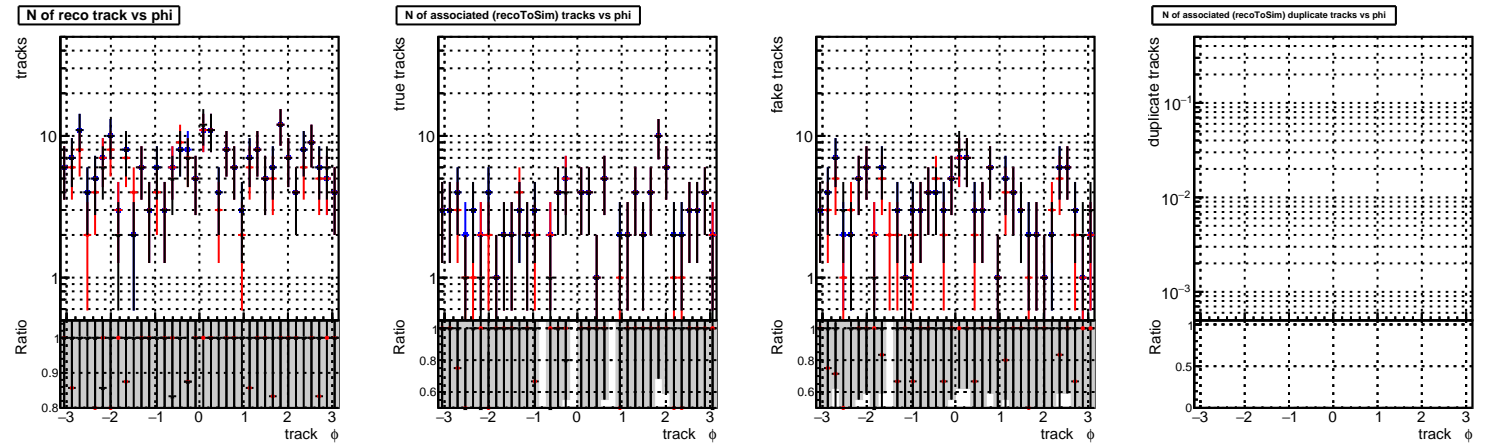 N of reco track vs phi
tracks
10
1
Ratio
1
0.9
0.8
−3 −2 −1 0 1 2 3
track φ
N of associated (recoToSim) tracks vs phi
true tracks
10
1
Ratio
1
0.8
0.6
−3 −2 −1 0 1 2 3
track φ
fake tracks
10
1
Ratio
1
0.8
0.6
−3 −2 −1 0 1 2 3
track φ
N of associated (recoToSim) duplicate tracks vs phi
duplicate tracks
10−1
10−2
10−3
Ratio
1
0.5
0
−3 −2 −1 0 1 2 3
track φ